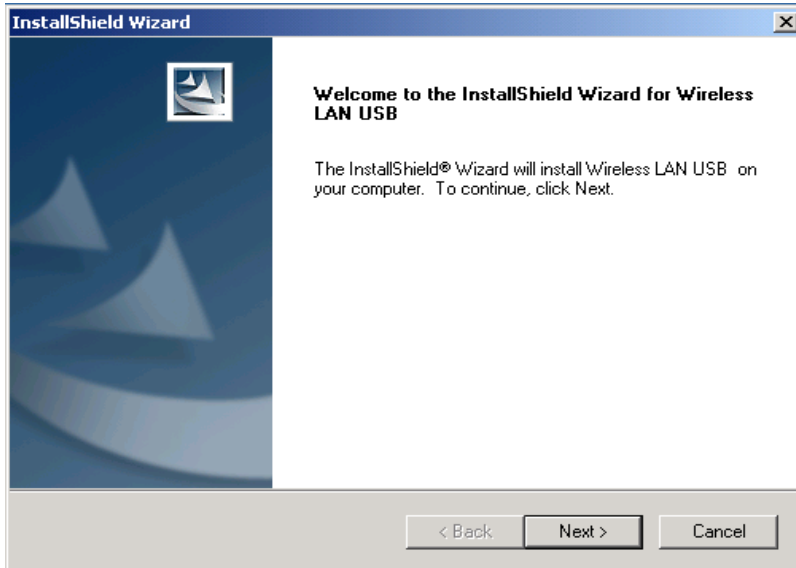 InstallShield Wizard
Welcome to the InstallShield Wizard for Wireless
LAN USB
The InstallShield® Wizard will install Wireless LAN USB  on
your computer.  To continue, click Next.
< Back
Next >
Cancel